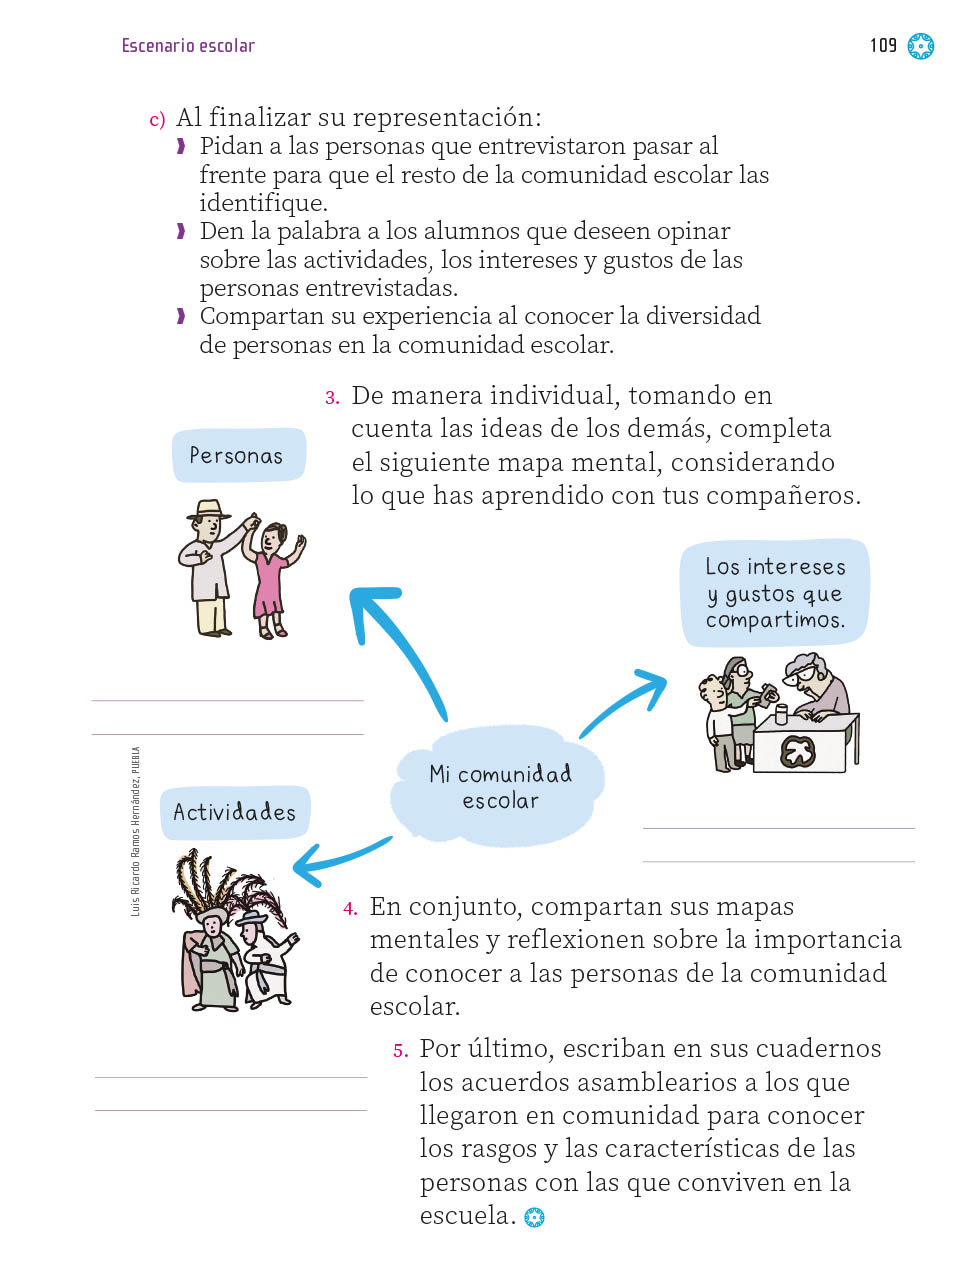 Escenario escolar
109
c) Al finalizar su representación:
Pidan a las personas que entrevistaron pasar al
frente para que el resto de la comunidad escolar las
identifique.
Den la palabra a los alumnos que deseen opinar
sobre las actividades, los intereses y gustos de las
personas entrevistadas.
Compartan su experiencia al conocer la diversidad
de personas en la comunidad escolar.
3. De manera individual, tomando en
cuenta las ideas de los demás, completa
el siguiente mapa mental, considerando
lo que has aprendido con tus compañeros.
Personas
Los intereses
y gustos que
compartimos.
Mi comunidad
escolar
Actividades
Luis Ricardo Ramos Hernández, PUEBLA
4. En conjunto, compartan sus mapas
mentales y reflexionen sobre la importancia
de conocer a las personas de la comunidad
escolar.
5. Por último, escriban en sus cuadernos
los acuerdos asamblearios a los que
llegaron en comunidad para conocer
los rasgos y las características de las
personas con las que conviven en la
escuela.